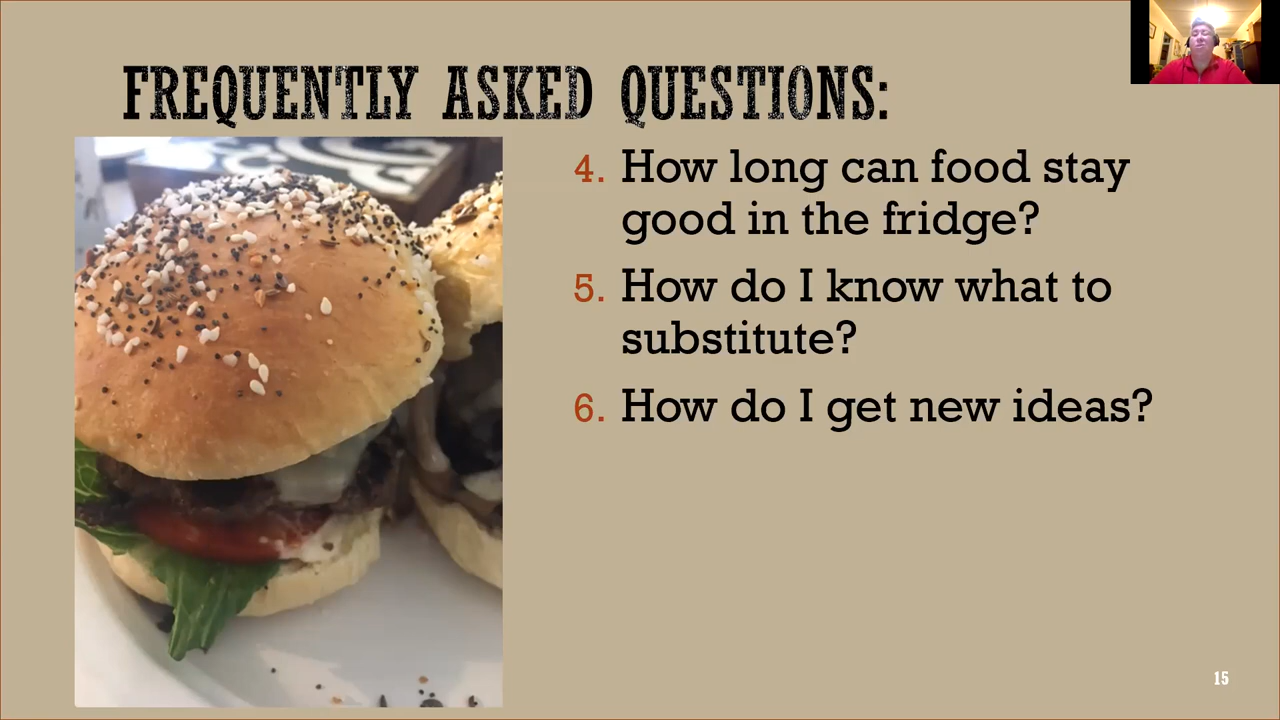 FREQUENTLY ASKED QUESTIONS:
4. How long can food stay
good in the fridge?
5. How do I know what to
substitute?
6. How do I get new ideas?
15